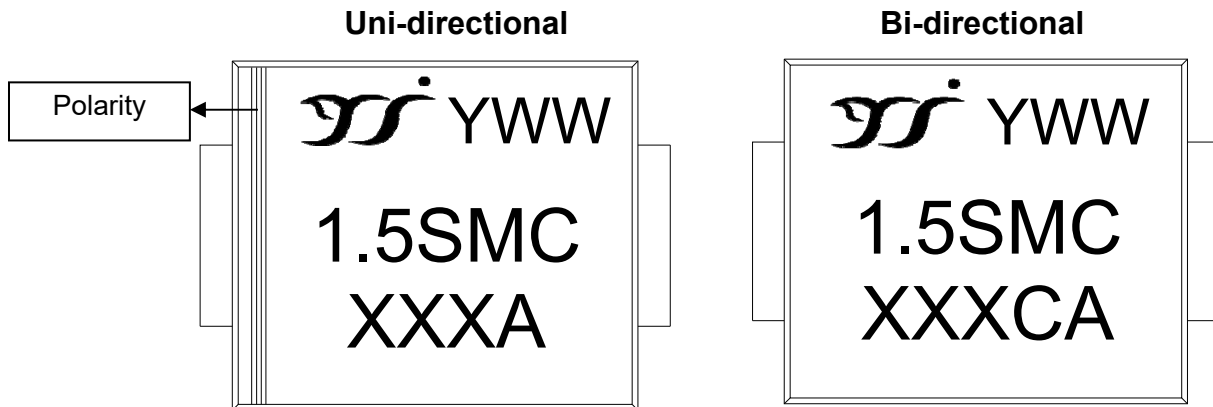 Uni-directional
Polarity
YWW
1.5SMC
XXXA
Bi-directional
YWW
1.5SMC
XXXCA